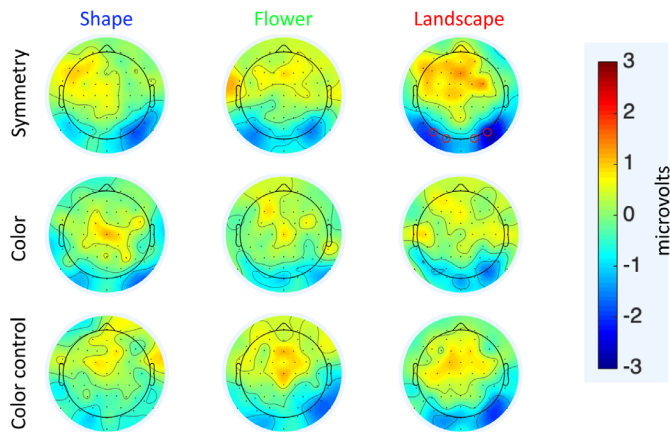 Shape Flower Landscape
Symmetry
Color
Color control
3
2
1
0
-1
-2
-3
microvolts